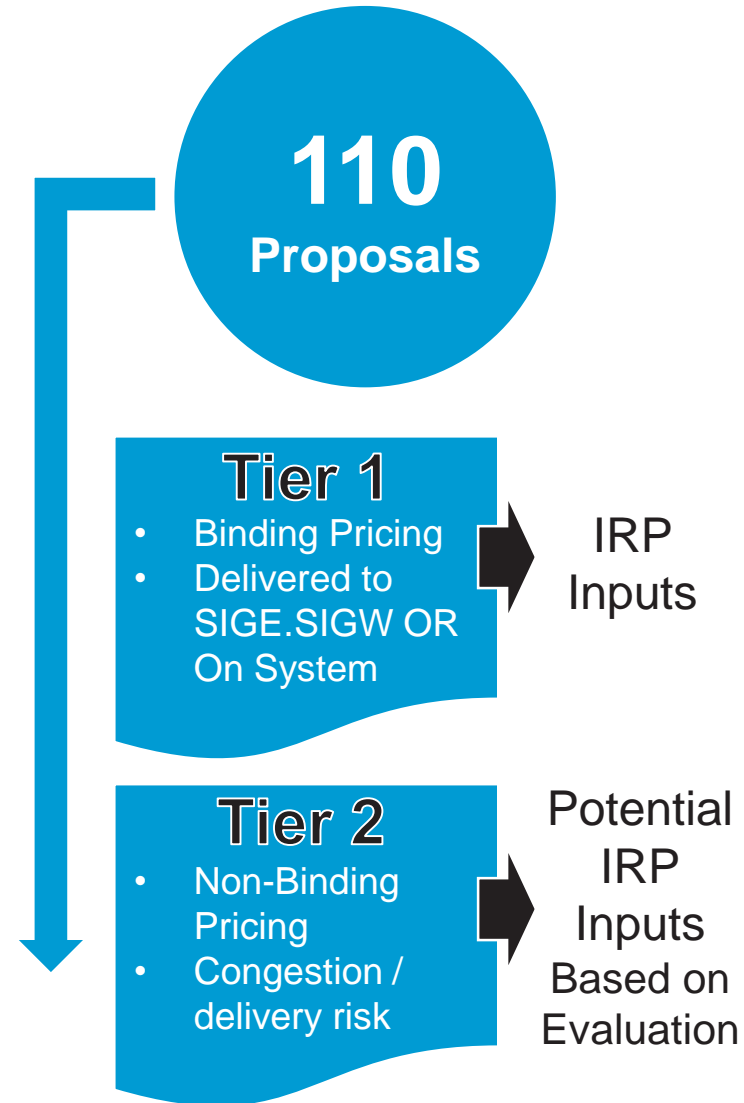 110
Proposals
Tier 1
• Binding Pricing
• Delivered to
SIGE.SIGW OR
On System
IRP
Inputs
Tier 2
• Non-Binding
Pricing
• Congestion /
delivery risk
Potential
IRP
Inputs
Based on
Evaluation